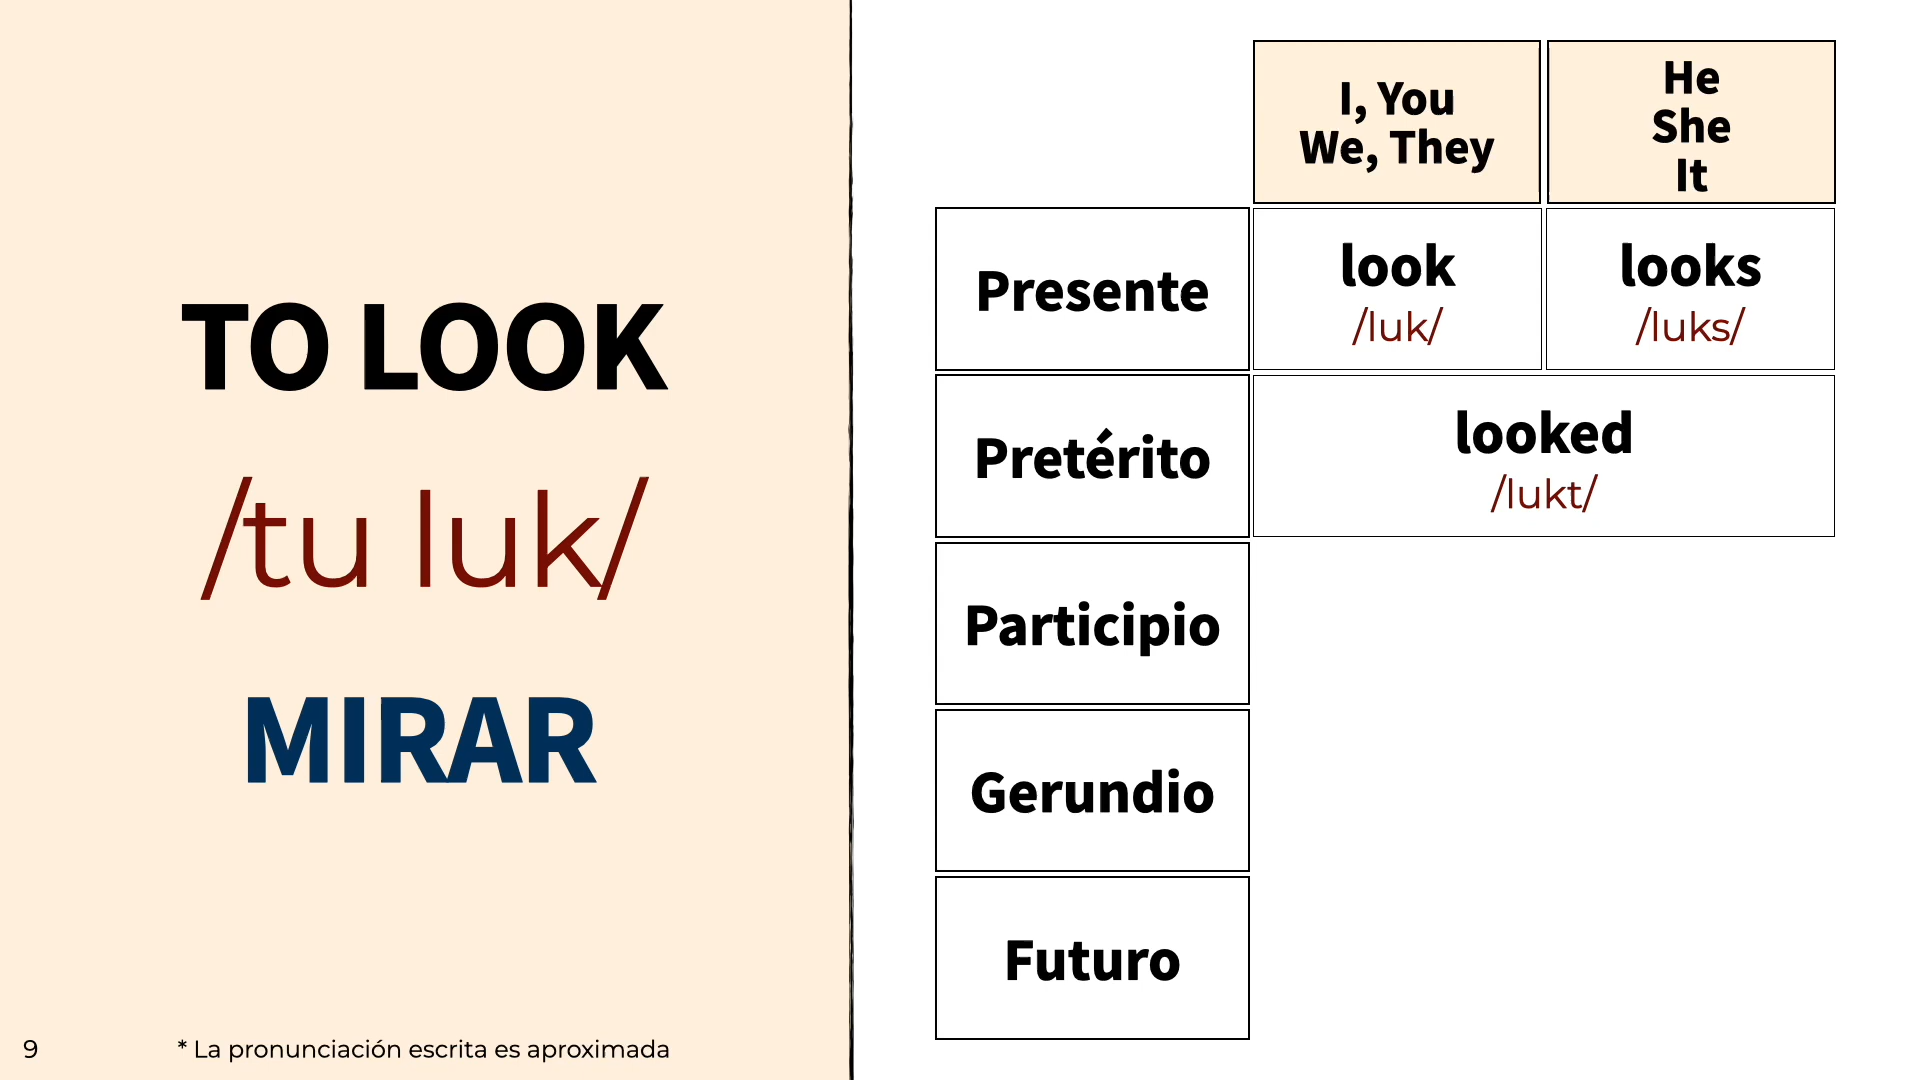 TO LOOK
/tu luk/
MIRAR
9
* La pronunciación escrita es aproximada
I, You
We, They
He
She
It
Presente
look
/luk/
looks
/luks/
Pretérito
looked
/lukt/
Participio
Gerundio
Futuro